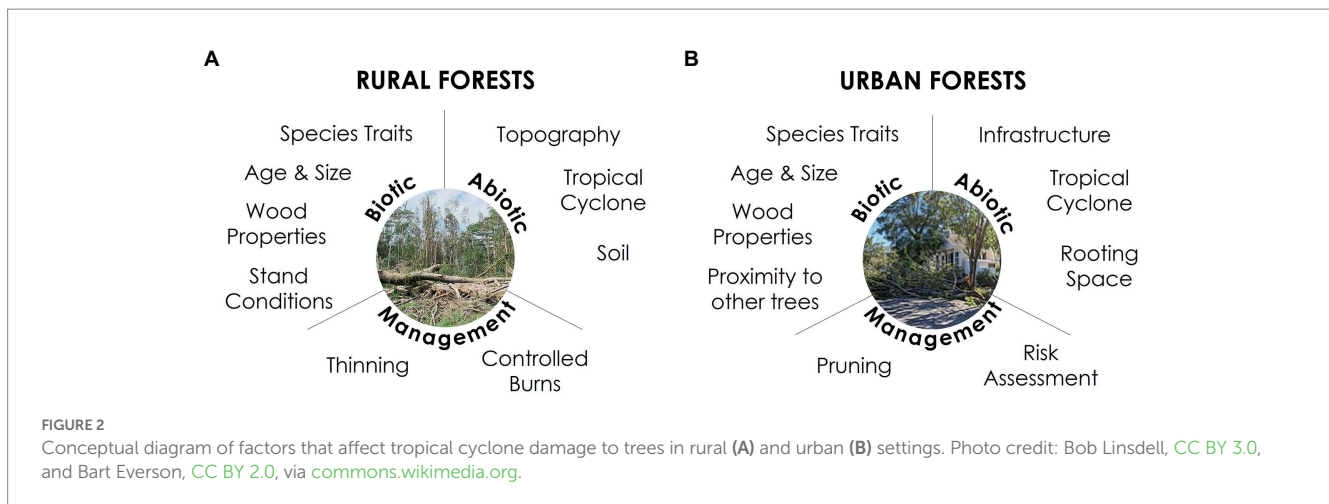 A
RURAL FORESTS
Species Traits
Age & Size
Wood
Properties
Stand
Conditions
Biotic
Abiotic
Topography
Tropical
Cyclone
Soil
Management
Thinning
Controlled
Burns
B
URBAN FORESTS
Species Traits
Age & Size
Wood
Properties
Proximity to
other trees
Biotic
Abiotic
Infrastructure
Tropical
Cyclone
Rooting
Space
Management
Pruning
Risk
Assessment
FIGURE 2
Conceptual diagram of factors that affect tropical cyclone damage to trees in rural (A) and urban (B) settings. Photo credit: Bob Linsdell, CC BY 3.0,
and Bart Everson, CC BY 2.0, via commons.wikimedia.org.